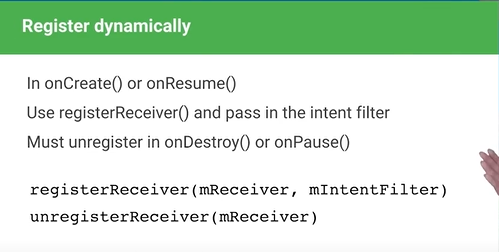 Register dynamically
In onCreate() or onResume()
Use registerReceiver() and pass in the intent filter
Must unregister in onDestroy() or onPause()
registerReceiver(mReceiver, mIntentFilter)
unregisterReceiver(mReceiver)